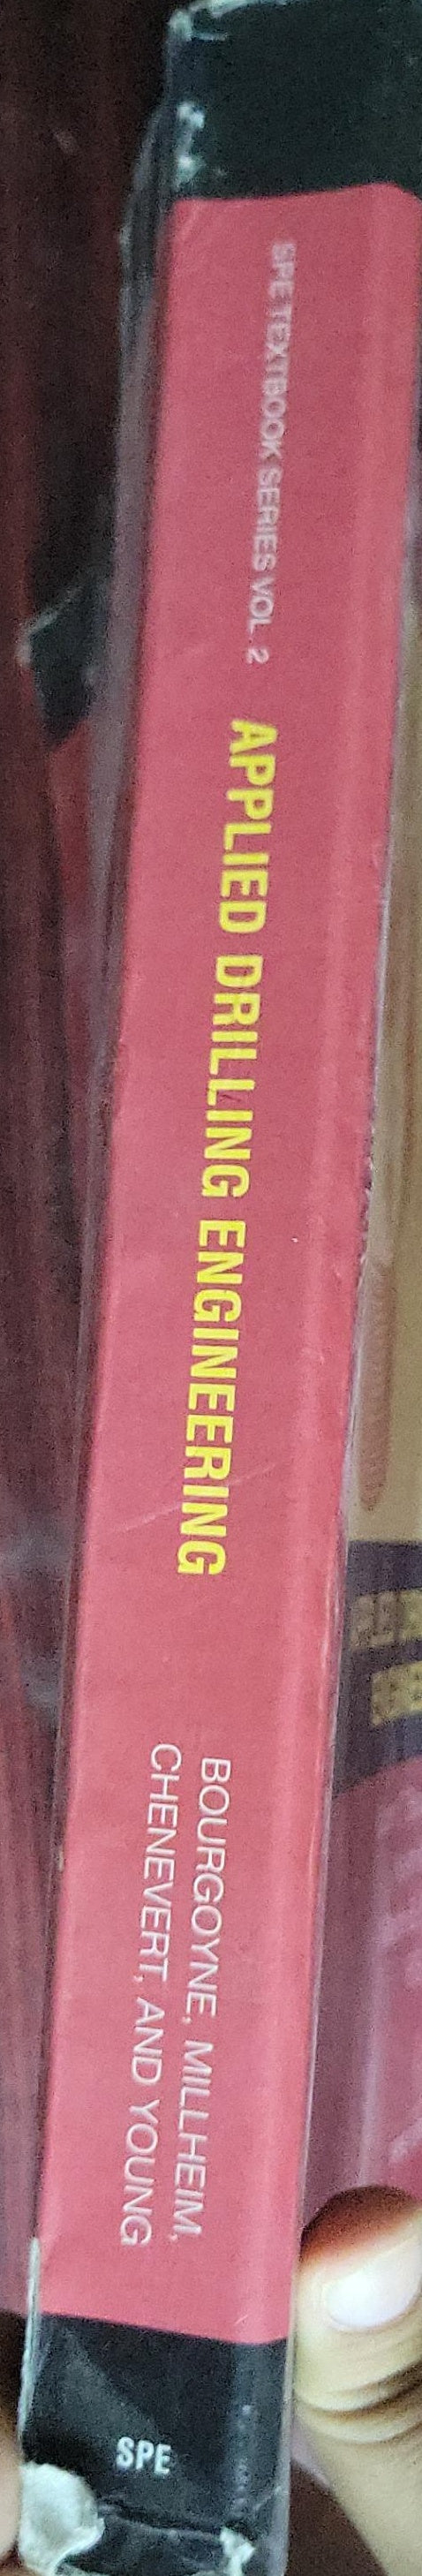 SPE TEXTBOOK SERIES VOL. 2
APPLIED DRILLING ENGINEERING
BOURGOYNE, MILLHEIM,
CHENEVERT, AND YOUNG
SPE